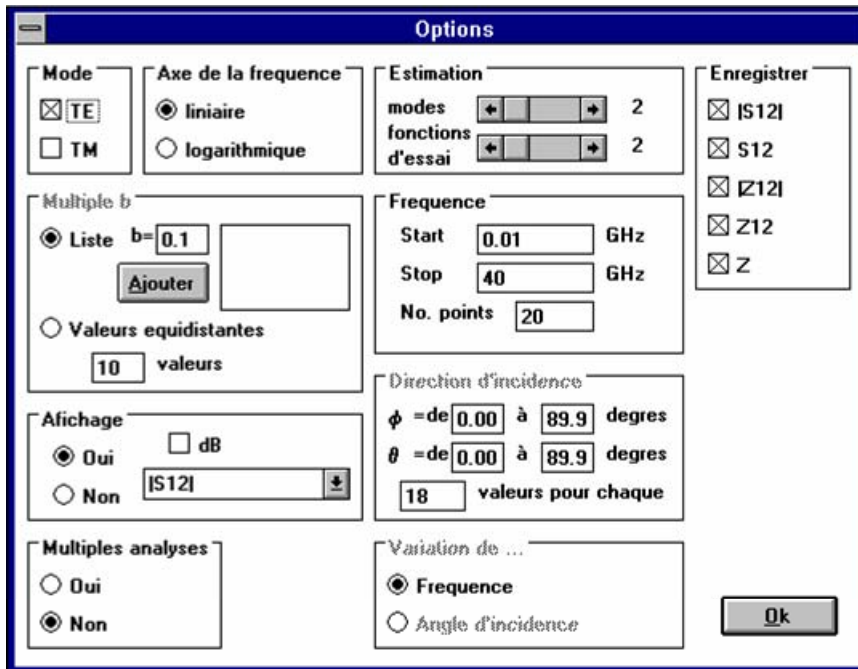 Options
Mode
TE
TM
Axe de la frequence
liniaire
logarithmique
Estimation
modes 2
fonctions
d'essai 2
Enregistrer
|S12|
S12
|Z12|
Z12
Z
Multiple b
Liste b= 0.1
Ajouter
Valeurs equidistantes
10 valeurs
Frequence
Start 0.01 GHz
Stop 40 GHz
No. points 20
Direction d'incidence
ϕ =de 0.00 à 89.9 degres
θ =de 0.00 à 89.9 degres
18 valeurs pour chaque
Afichage
Oui
Non
dB
|S12|
Multiples analyses
Oui
Non
Variation de ...
Frequence
Angle d'incidence
Ok